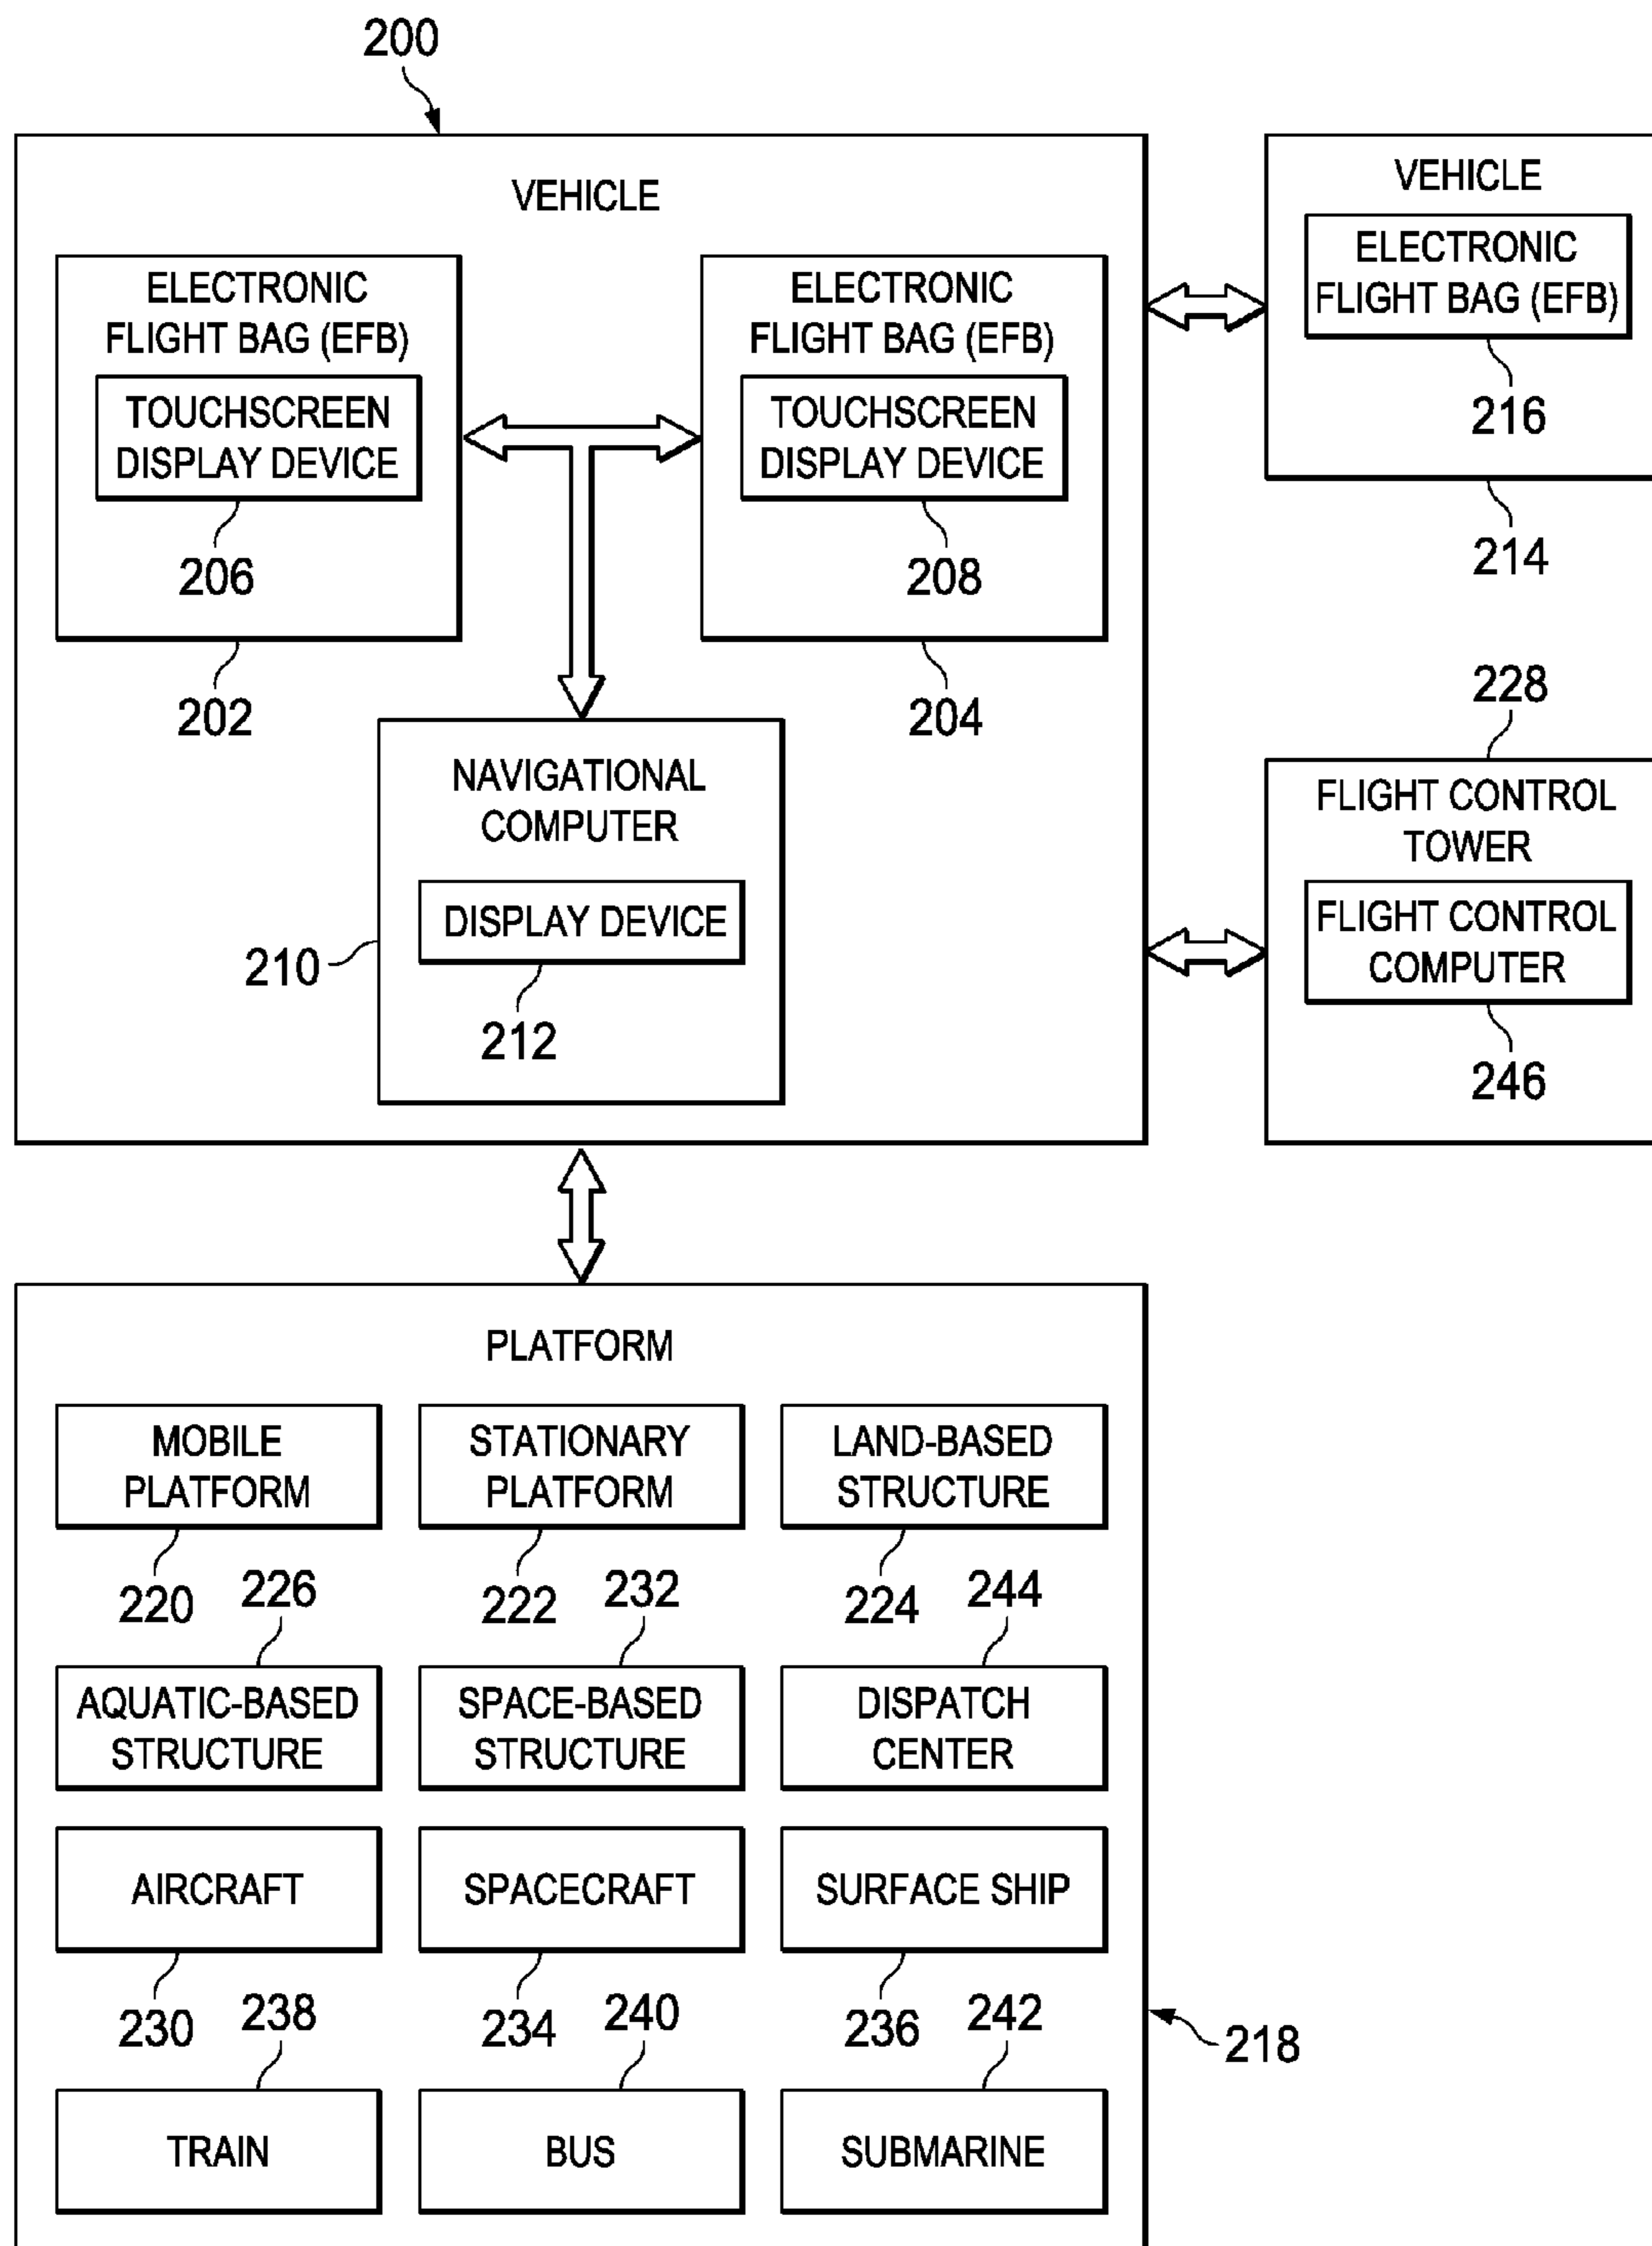 200
VEHICLE
ELECTRONIC
FLIGHT BAG (EFB)
TOUCHSCREEN
DISPLAY DEVICE
206
202
ELECTRONIC
FLIGHT BAG (EFB)
TOUCHSCREEN
DISPLAY DEVICE
208
204
NAVIGATIONAL
COMPUTER
DISPLAY DEVICE
210
212
VEHICLE
ELECTRONIC
FLIGHT BAG (EFB)
216
214
228
FLIGHT CONTROL
TOWER
FLIGHT CONTROL
COMPUTER
246
PLATFORM
MOBILE
PLATFORM
220
STATIONARY
PLATFORM
222
LAND-BASED
STRUCTURE
224
226
AQUATIC-BASED
STRUCTURE
232
SPACE-BASED
STRUCTURE
244
DISPATCH
CENTER
AIRCRAFT
230
SPACECRAFT
234
SURFACE SHIP
236
238
TRAIN
240
BUS
242
SUBMARINE
218